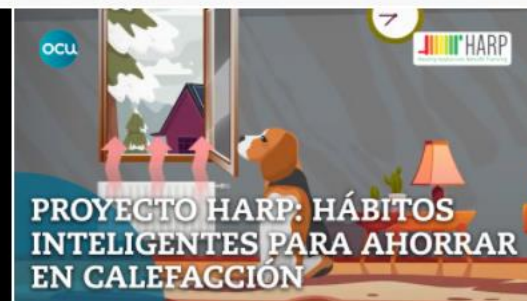 ocu
HARP
PROYECTO HARP: HÁBITOS
INTELIGENTES PARA AHORRAR
EN CALEFACCIÓN